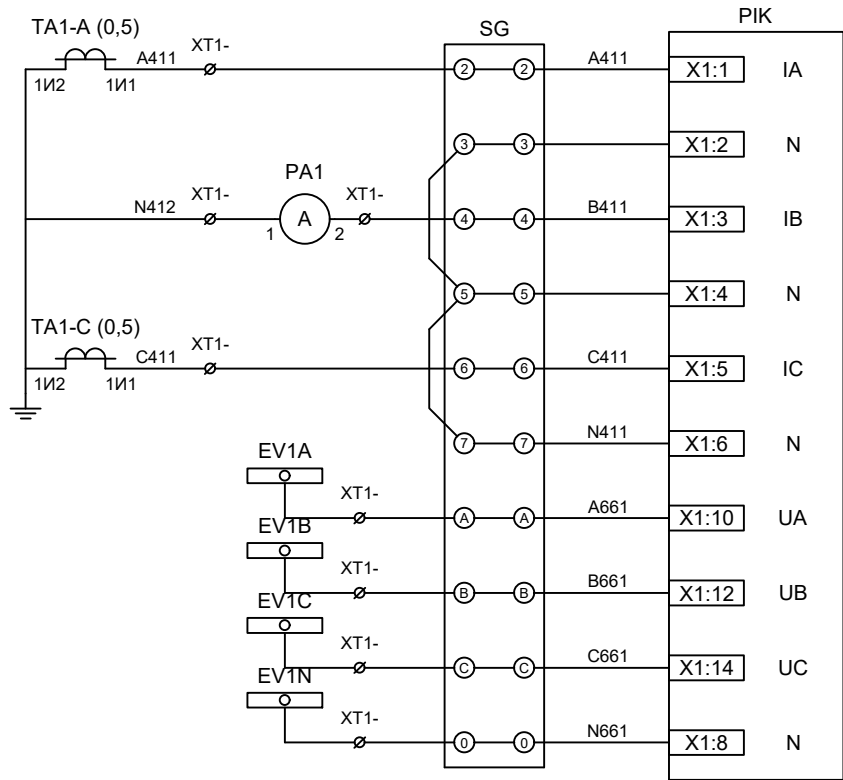 PIK
TA1-A (0,5)
SG
A411
XT1-
2
2
A411
X1:1
IA
1И2
1И1
3
3
X1:2
N
PA1
N412
XT1-
A
XT1-
1
2
4
4
B411
X1:3
IB
5
5
X1:4
N
TA1-C (0,5)
C411
XT1-
6
6
C411
X1:5
IC
1И2
1И1
7
7
N411
X1:6
N
EV1A
XT1-
A
A
A661
X1:10
UA
EV1B
XT1-
B
B
B661
X1:12
UB
EV1C
XT1-
C
C
C661
X1:14
UC
EV1N
XT1-
0
0
N661
X1:8
N